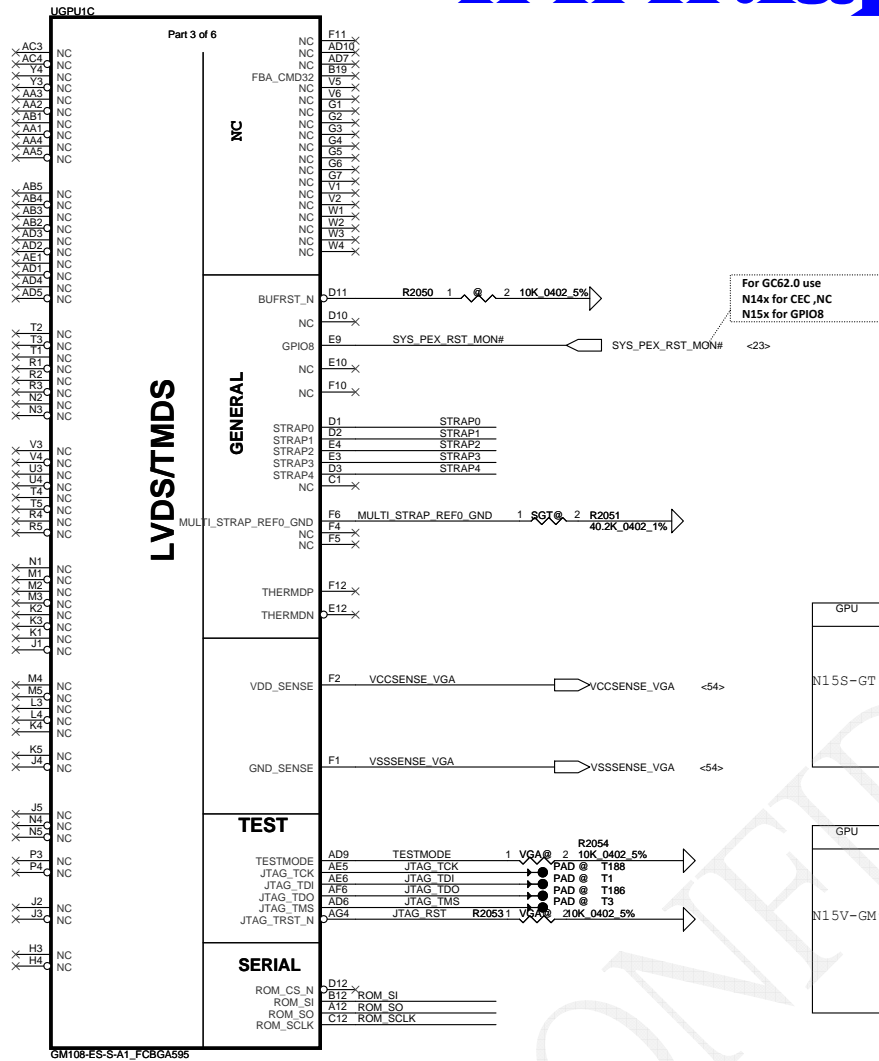 UGPU1C
Part 3 of 6
AC3 NC
AC4 NC
Y4 NC
Y3 NC
AA3 NC
AA2 NC
AB1 NC
AA1 NC
AA4 NC
AA5 NC
AB5 NC
AB4 NC
AB3 NC
AB2 NC
AD3 NC
AD2 NC
AE1 NC
AD1 NC
AD4 NC
AD5 NC
T2 NC
T3 NC
T1 NC
R1 NC
R2 NC
R3 NC
N2 NC
N3 NC
V3 NC
V4 NC
U3 NC
U4 NC
T4 NC
T5 NC
R4 NC
R5 NC
N1 NC
M1 NC
M2 NC
M3 NC
K2 NC
K3 NC
K1 NC
J1 NC
M4 NC
M5 NC
L3 NC
L4 NC
K4 NC
K5 NC
J4 NC
J5 NC
N4 NC
N5 NC
P3 NC
P4 NC
J2 NC
J3 NC
H3 NC
H4 NC
LVDS/TMDS
NC
NC F11
NC AD10
NC AD7
FBA_CMD32 B19
NC V5
NC V6
NC G1
NC G2
NC G3
NC G4
NC G5
NC G6
NC G7
NC V1
NC V2
NC W1
NC W2
NC W3
NC W4
GENERAL
BUFRST_N D11 R2050 1 @ 2 10K_0402_5%
NC D10
GPIO8 E9 SYS_PEX_RST_MON# SYS_PEX_RST_MON# <23>
For GC62.0 use
N14x for CEC ,NC
N15x for GPIO8
NC E10
NC F10
STRAP0 D1 STRAP0
STRAP1 D2 STRAP1
STRAP2 E4 STRAP2
STRAP3 E3 STRAP3
STRAP4 D3 STRAP4
NC C1
MULTI_STRAP_REF0_GND F6 MULTI_STRAP_REF0_GND 1 SGT@ 2 R2051
40.2K_0402_1%
NC F4
NC F5
THERMDP F12
THERMDN E12
VDD_SENSE F2 VCCSENSE_VGA VCCSENSE_VGA <54>
GND_SENSE F1 VSSSENSE_VGA VSSSENSE_VGA <54>
TEST
R2054
TESTMODE AD9 TESTMODE 1 VGA@ 2 10K_0402_5%
JTAG_TCK AE5 JTAG_TCK PAD @ T188
JTAG_TDI AE6 JTAG_TDI PAD @ T1
JTAG_TDO AF6 JTAG_TDO PAD @ T186
JTAG_TMS AD6 JTAG_TMS PAD @ T3
JTAG_TRST_N AG4 JTAG_RST R2053 1 VGA@ 2 10K_0402_5%
SERIAL
ROM_CS_N D12
ROM_SI B12 ROM_SI
ROM_SO A12 ROM_SO
ROM_SCLK C12 ROM_SCLK
GM108-ES-S-A1_FCBGA595
GPU
N15S-GT
GPU
N15V-GM